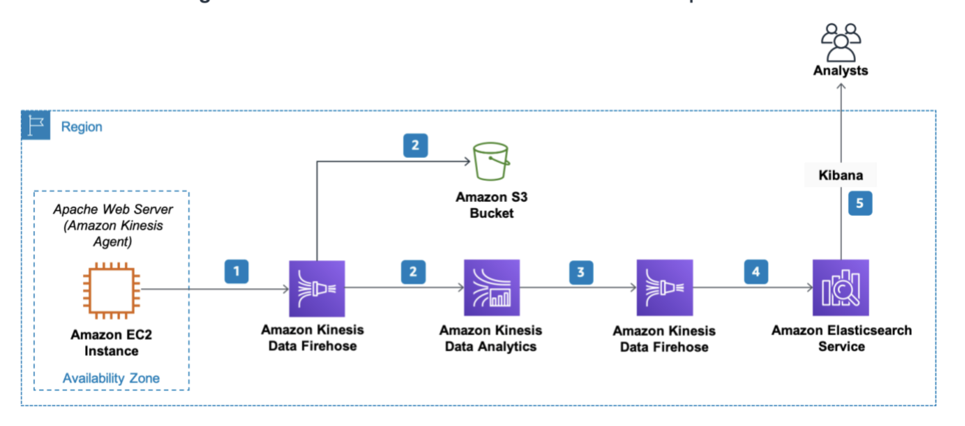 Analysts
Region
2
Kibana
Amazon S3
Bucket
5
Apache Web Server
(Amazon Kinesis
Agent)
1
2
3
4
Amazon EC2
Instance
Amazon Kinesis
Data Firehose
Amazon Kinesis
Data Analytics
Amazon Kinesis
Data Firehose
Amazon Elasticsearch
Service
Availability Zone